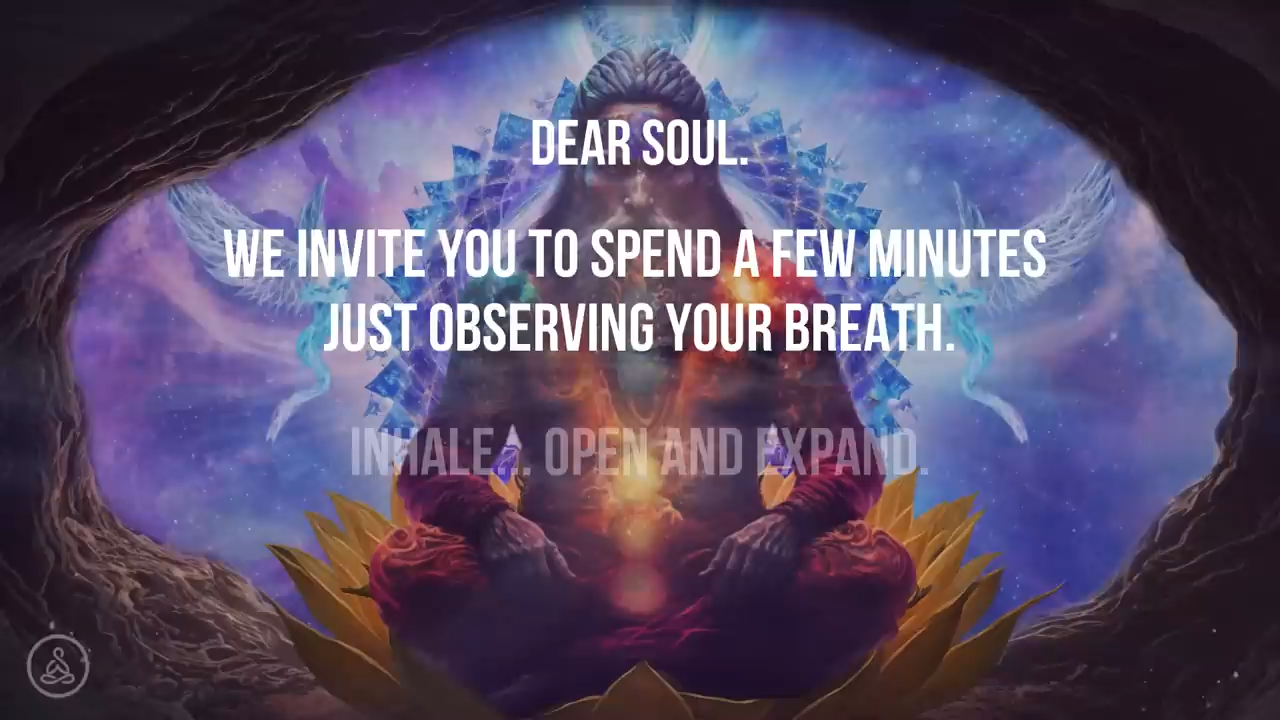 DEAR SOUL.
WE INVITE YOU TO SPEND A FEW MINUTES
JUST OBSERVING YOUR BREATH.
INHALE... OPEN AND EXPAND.